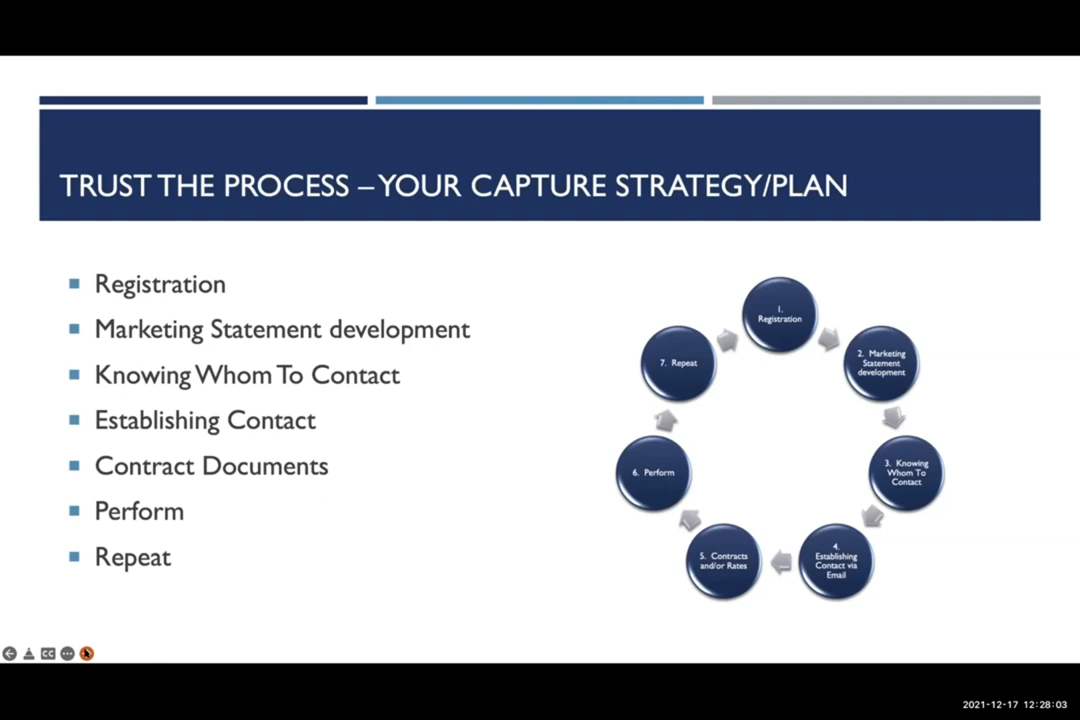 TRUST THE PROCESS – YOUR CAPTURE STRATEGY/PLAN
Registration
Marketing Statement development
Knowing Whom To Contact
Establishing Contact
Contract Documents
Perform
Repeat
1.
Registration
2. Marketing
Statement
development
3. Knowing
Whom To
Contact
4.
Establishing
Contact via
Email
5. Contracts
and/or Rates
6. Perform
7. Repeat
CC
2021-12-17 12:28:03